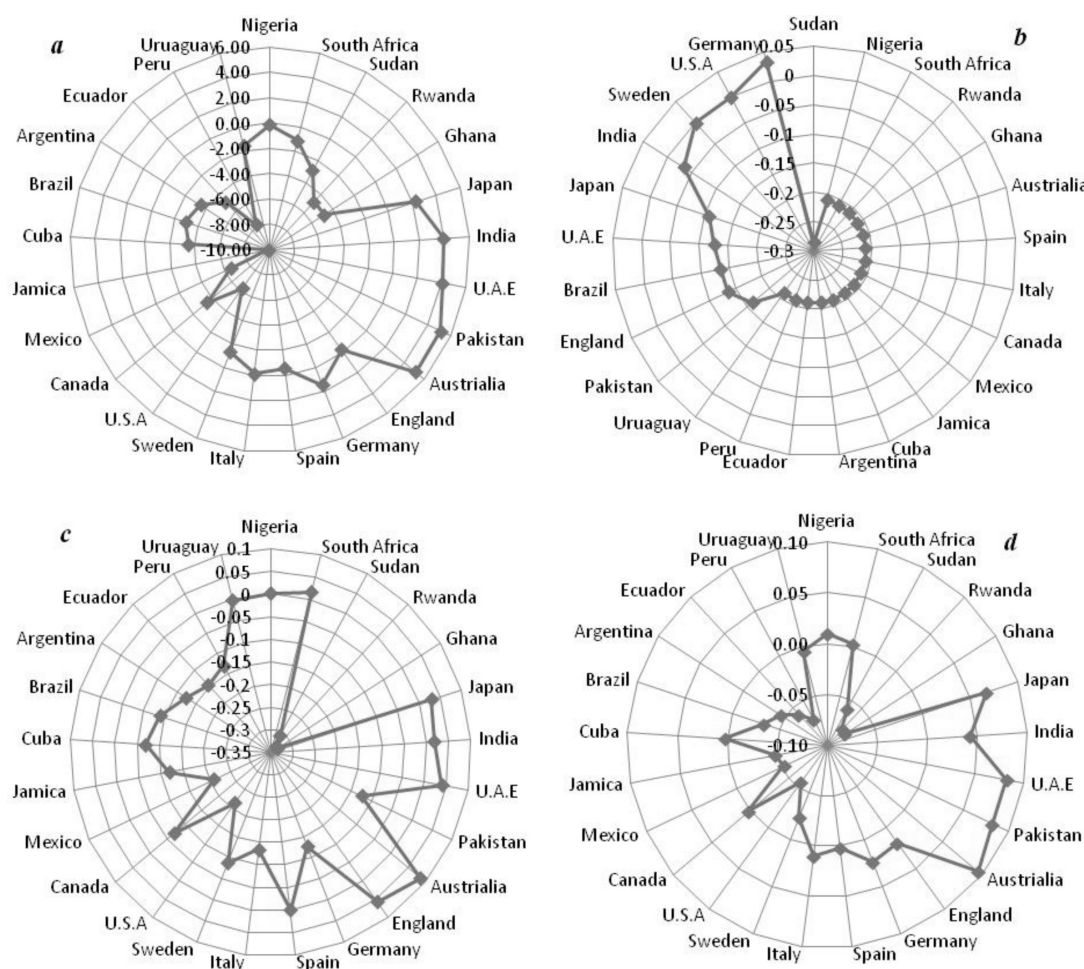 a
Nigeria
South Africa
Sudan
Rwanda
Ghana
Japan
India
U.A.E
Pakistan
Austrialia
England
Germany
Spain
Italy
Sweden
U.S.A
Canada
Mexico
Jamica
Cuba
Brazil
Argentina
Ecuador
Peru
Uruaguay
6.00
4.00
2.00
0.00
-2.00
-4.00
-6.00
-8.00
-10.00
b
Sudan
Nigeria
South Africa
Rwanda
Ghana
Austrialia
Spain
Italy
Canada
Mexico
Jamica
Cuba
Argentina
Ecuador
Peru
Uruaguay
Pakistan
England
Brazil
U.A.E
Japan
India
Sweden
U.S.A
Germany
0.05
0
-0.05
-0.1
-0.15
-0.2
-0.25
-0.3
c
Nigeria
South Africa
Sudan
Rwanda
Ghana
Japan
India
U.A.E
Pakistan
Austrialia
England
Germany
Spain
Italy
Sweden
U.S.A
Canada
Mexico
Jamica
Cuba
Brazil
Argentina
Ecuador
Peru
Uruaguay
0.1
0.05
0
-0.05
-0.1
-0.15
-0.2
-0.25
-0.3
-0.35
d
Nigeria
South Africa
Sudan
Rwanda
Ghana
Japan
India
U.A.E
Pakistan
Austrialia
England
Germany
Spain
Italy
Sweden
U.S.A
Canada
Mexico
Jamica
Cuba
Brazil
Argentina
Ecuador
Peru
Uruaguay
0.10
0.05
0.00
-0.05
-0.10